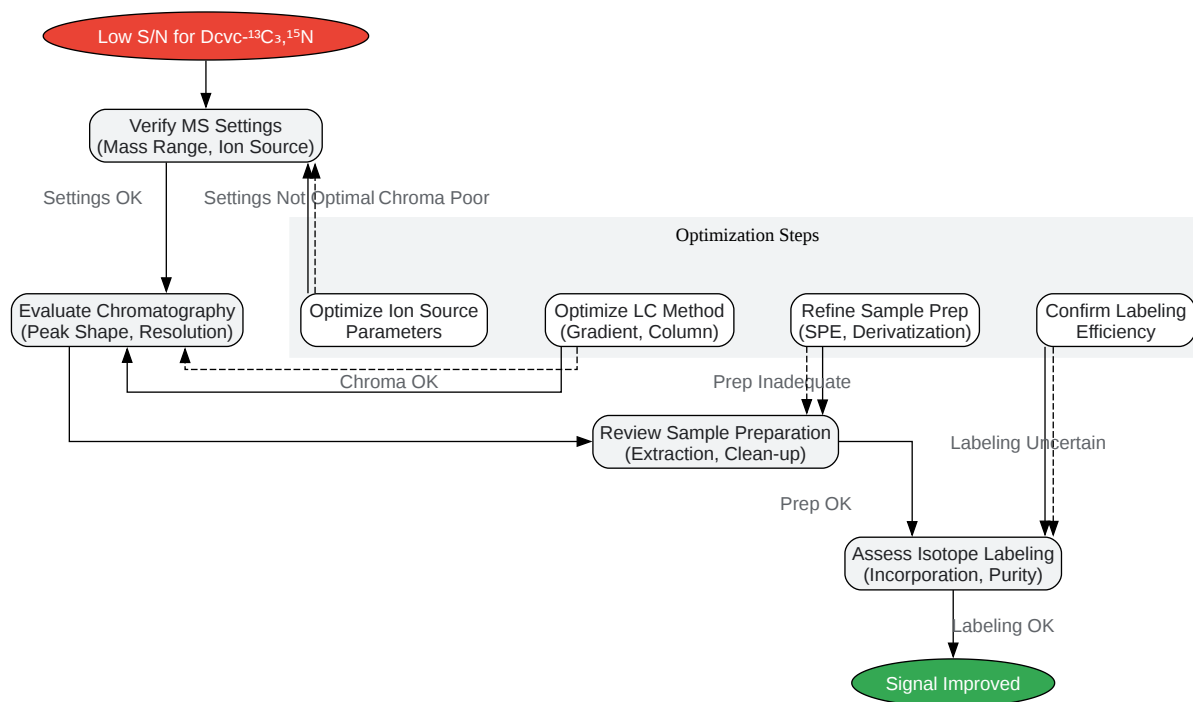 Low S/N for Dcvc-¹³C₃,¹⁵N
Verify MS Settings
(Mass Range, Ion Source)
Settings OK
Settings Not Optimal
Chroma Poor
Optimization Steps
Evaluate Chromatography
(Peak Shape, Resolution)
Optimize Ion Source
Parameters
Optimize LC Method
(Gradient, Column)
Refine Sample Prep
(SPE, Derivatization)
Confirm Labeling
Efficiency
Chroma OK
Prep Inadequate
Review Sample Preparation
(Extraction, Clean-up)
Labeling Uncertain
Prep OK
Assess Isotope Labeling
(Incorporation, Purity)
Labeling OK
Signal Improved